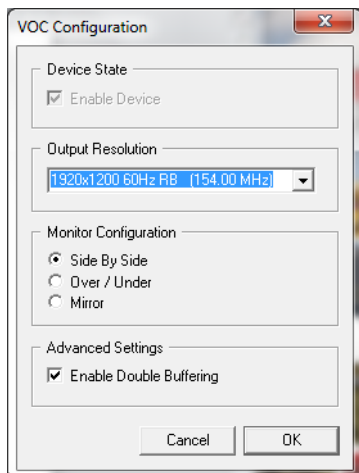 VOC Configuration
Device State
Enable Device
Output Resolution
1920x1200 60Hz RB (154.00 MHz)
Monitor Configuration
Side By Side
Over / Under
Mirror
Advanced Settings
Enable Double Buffering
Cancel OK